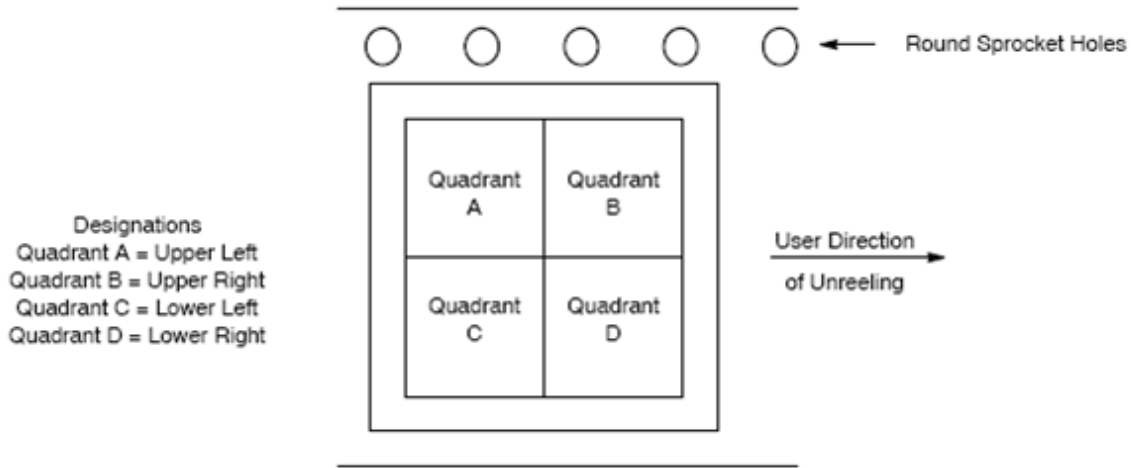 Round Sprocket Holes
Quadrant
A
Quadrant
B
Designations
Quadrant A = Upper Left
Quadrant B = Upper Right
Quadrant C = Lower Left
Quadrant D = Lower Right
User Direction
of Unreeling
Quadrant
C
Quadrant
D